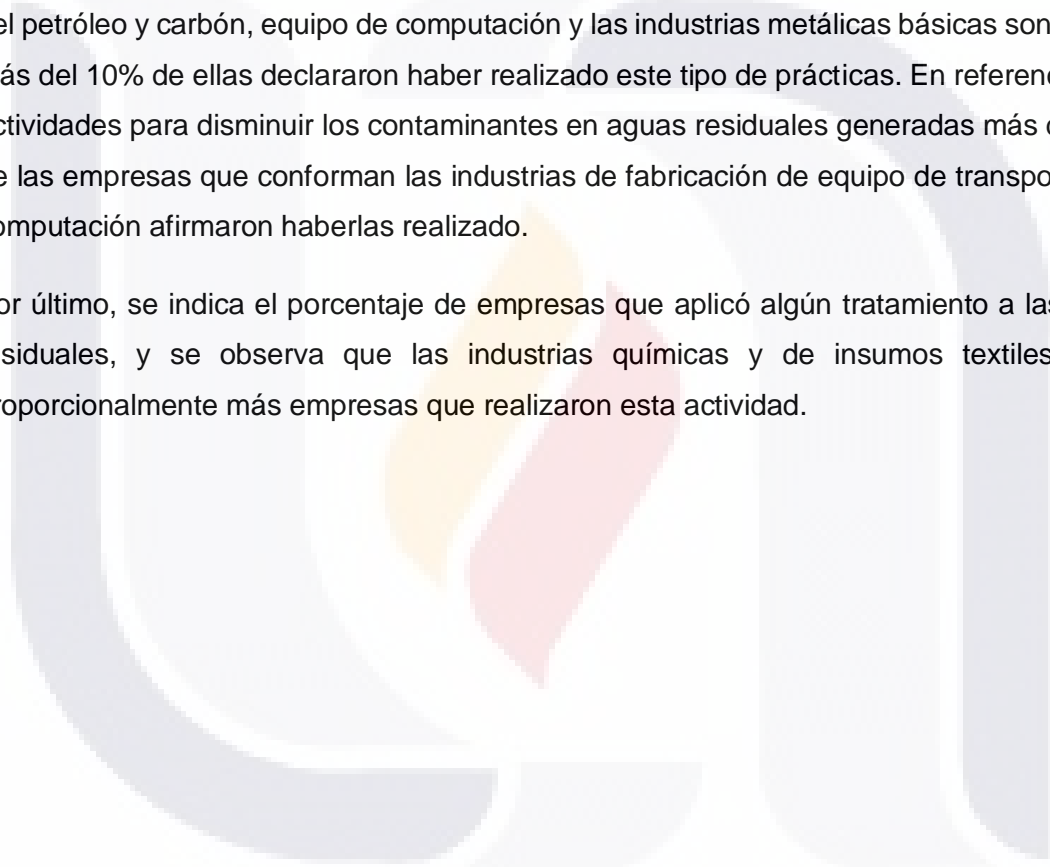 el petróleo y carbón, equipo de computación y las industrias metálicas básicas son
ás del 10% de ellas declararon haber realizado este tipo de prácticas. En referen
ctividades para disminuir los contaminantes en aguas residuales generadas más
e las empresas que conforman las industrias de fabricación de equipo de transpo
omputación afirmaron haberlas realizado.
or último, se indica el porcentaje de empresas que aplicó algún tratamiento a las
esiduales, y se observa que las industrias químicas y de insumos textiles
roporcionalmente más empresas que realizaron esta actividad.